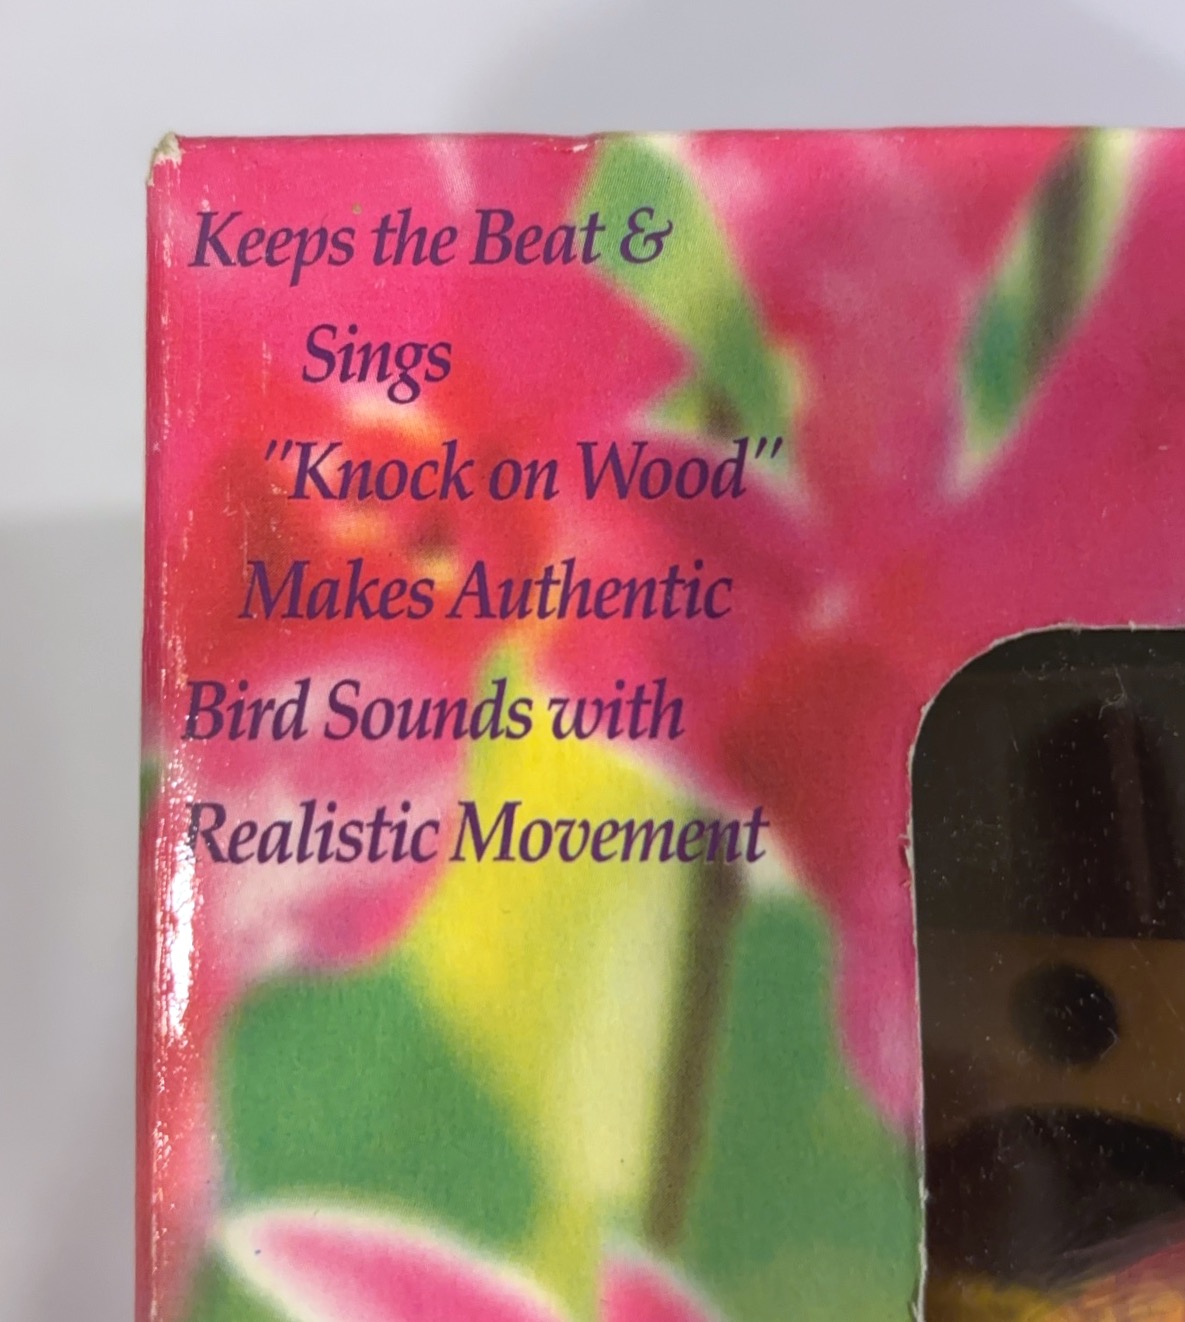 Keeps the Beat &
Sings
"Knock on Wood"
Makes Authentic
Bird Sounds with
Realistic Movement